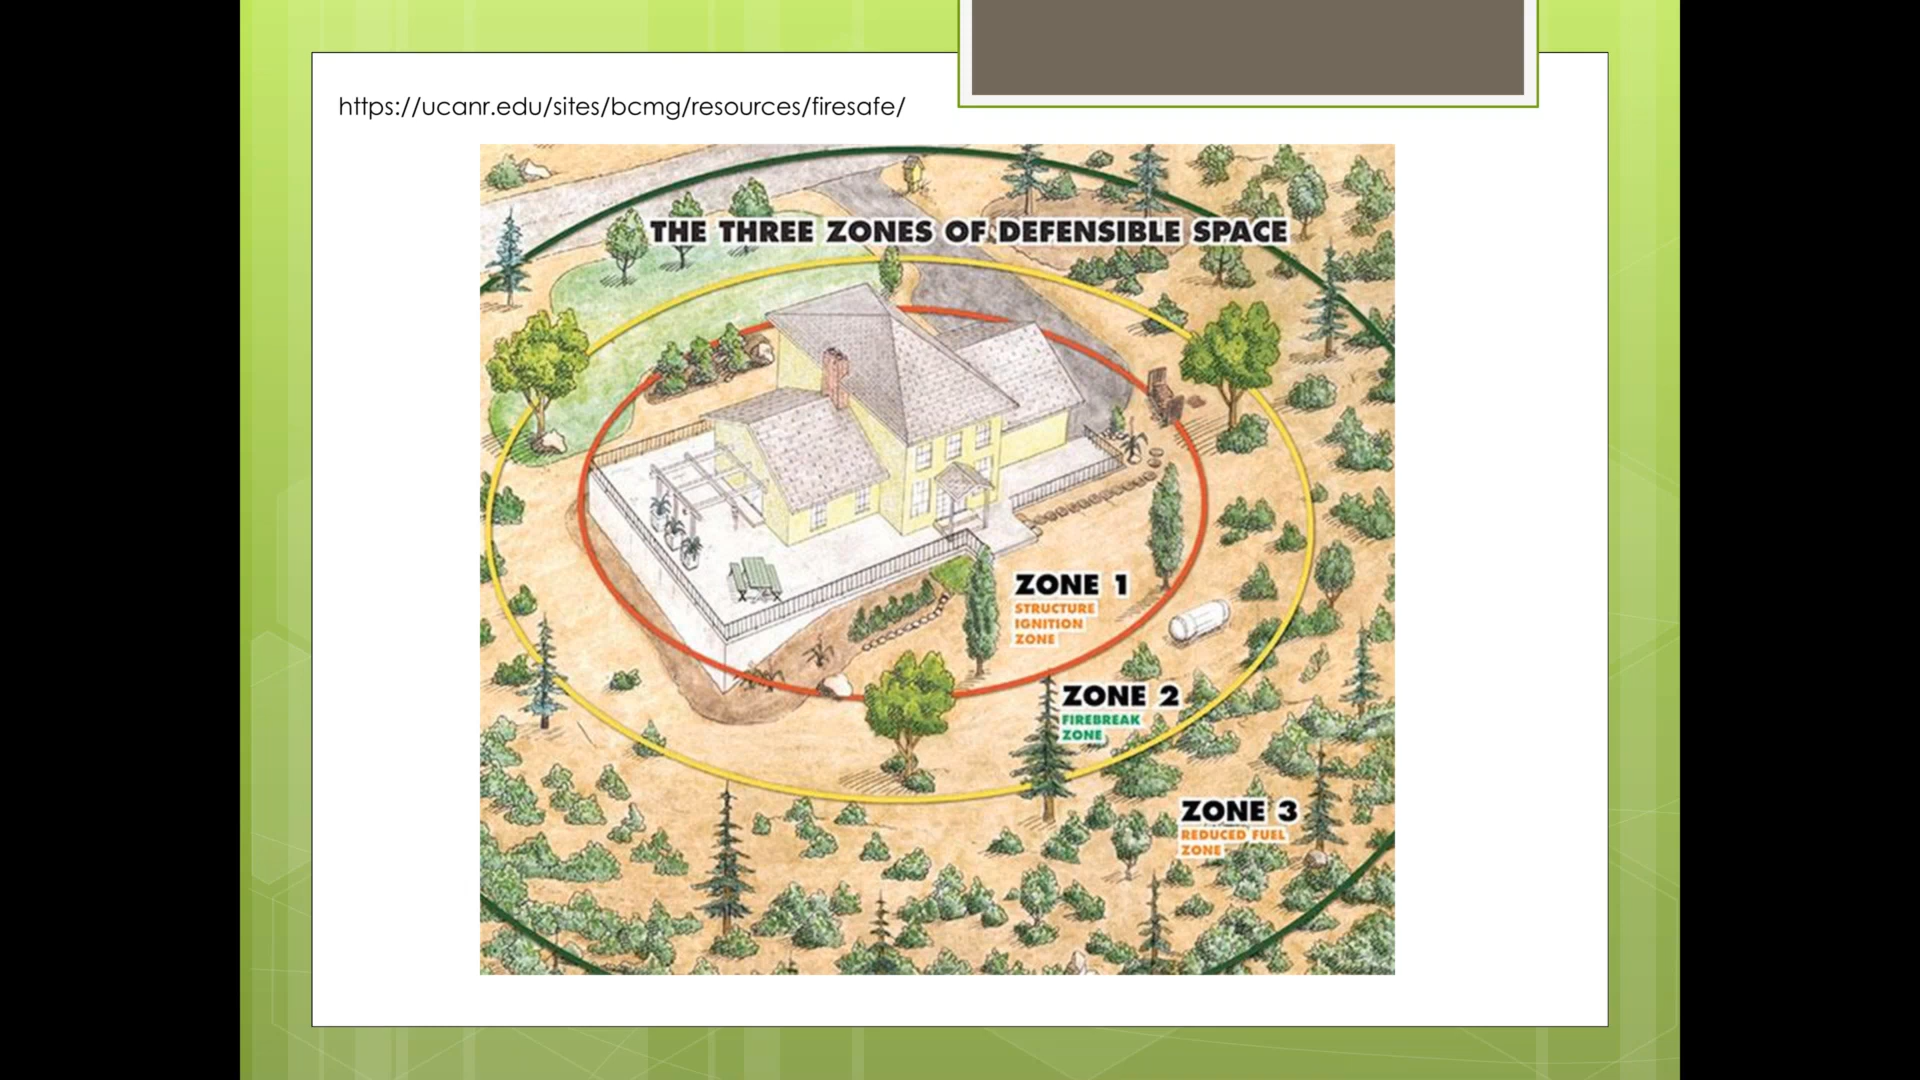 https://ucanr.edu/sites/bcmg/resources/firesafe/
THE THREE ZONES OF DEFENSIBLE SPACE
ZONE 1
STRUCTURE
IGNITION
ZONE
ZONE 2
FIREBREAK
ZONE
ZONE 3
REDUCED FUEL
ZONE